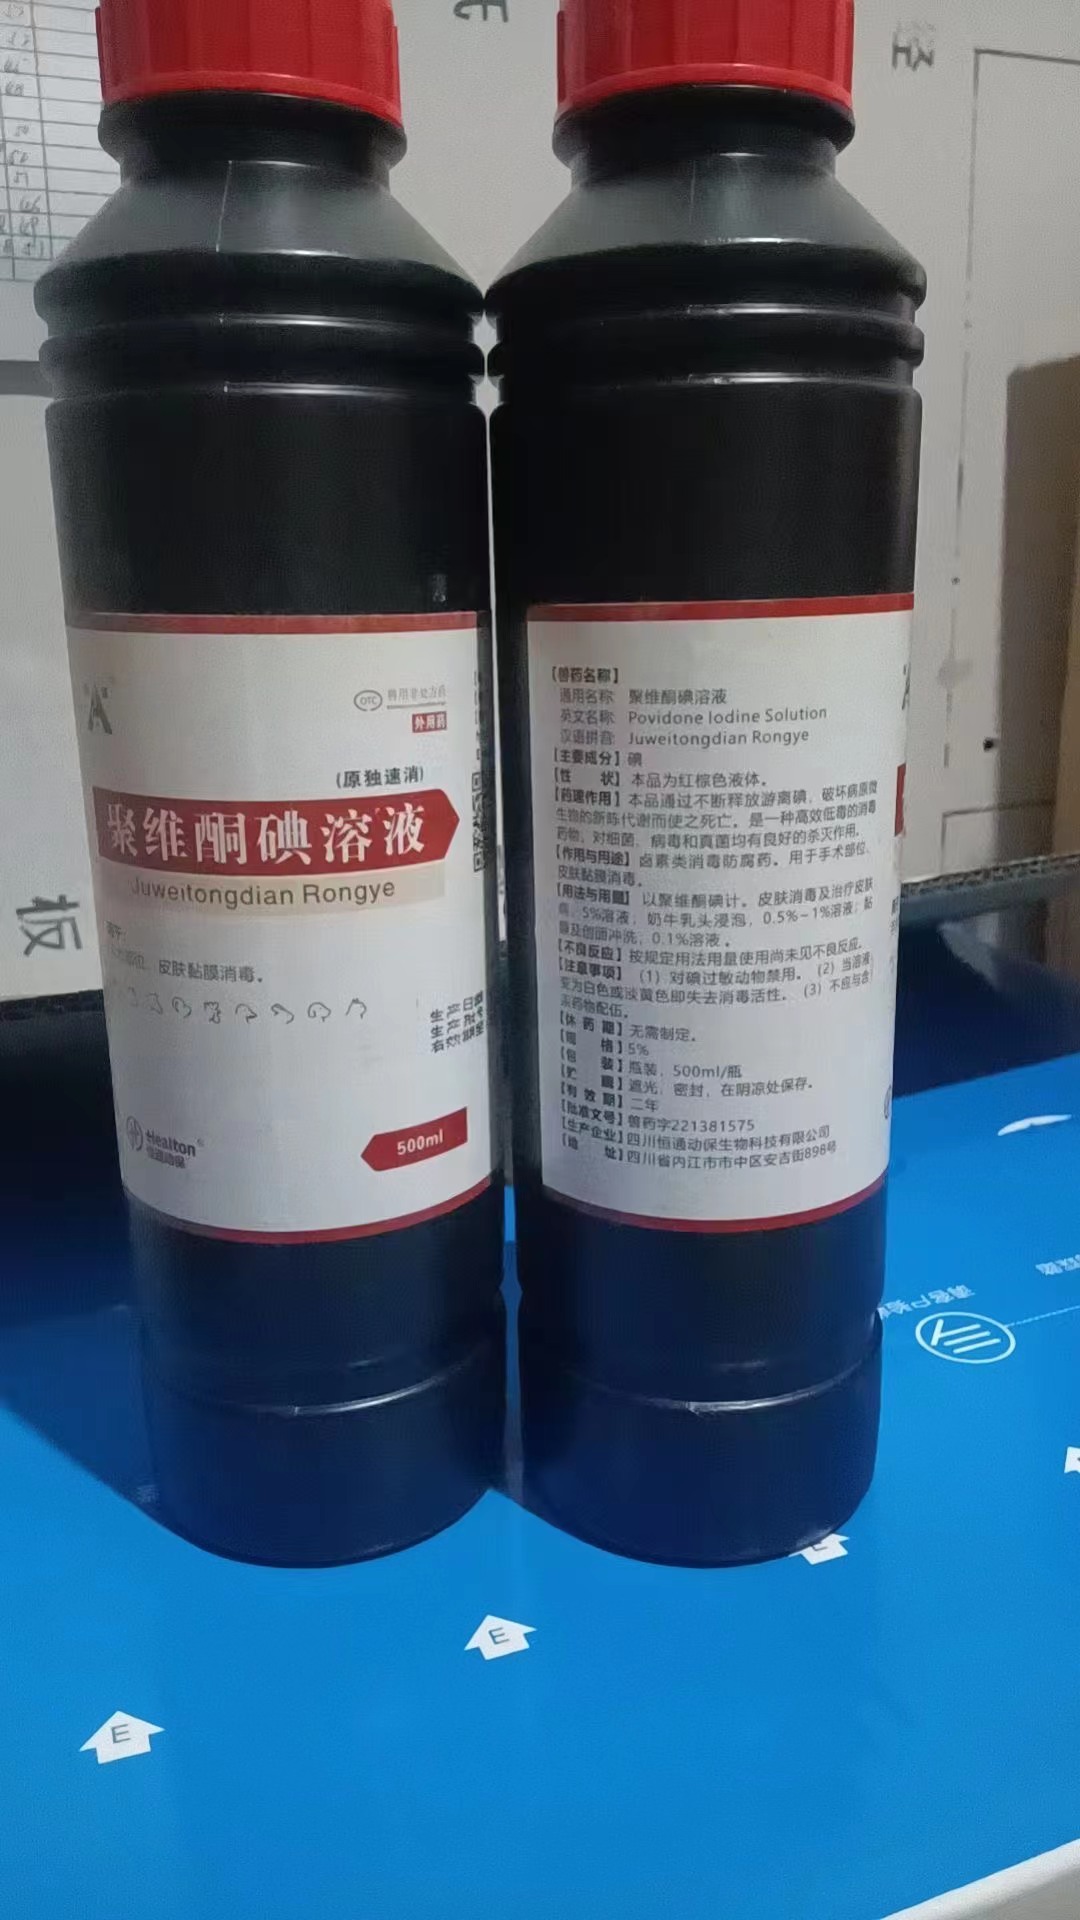 OTC 兽用非处方药
外用药
(原独速消)
聚维酮碘溶液
Juweitongdian Rongye
部位、皮肤黏膜消毒。
生产日期
生产批号
有效期至
Healton
500ml
【兽药名称】
通用名称: 聚维酮碘溶液
英文名称: Povidone Iodine Solution
汉语拼音: Juweitongdian Rongye
【主要成分】碘
【性 状】本品为红棕色液体。
【药理作用】本品通过不断释放游离碘，破坏病原微
生物的新陈代谢而使之死亡。是一种高效低毒的消毒
药物，对细菌、病毒和真菌均有良好的杀灭作用。
【作用与用途】卤素类消毒防腐药。用于手术部位、
皮肤黏膜消毒。
【用法与用量】以聚维酮碘计。皮肤消毒及治疗皮肤
病，5%溶液；奶牛乳头浸泡，0.5%~1%溶液；黏
膜及创面冲洗，0.1%溶液。
【不良反应】按规定用法用量使用尚未见不良反应。
【注意事项】（1）对碘过敏动物禁用。（2）当溶液
变为白色或淡黄色即失去消毒活性。（3）不应与含
汞药物配伍。
【休 药 期】无需制定。
【规 格】5%
【包 装】瓶装，500ml/瓶
【贮 藏】遮光，密封，在阴凉处保存。
【有 效 期】二年
【批准文号】兽药字221381575
【生产企业】四川恒通动保生物科技有限公司
【地 址】四川省内江市市中区安吉街898号
板
E
E
E